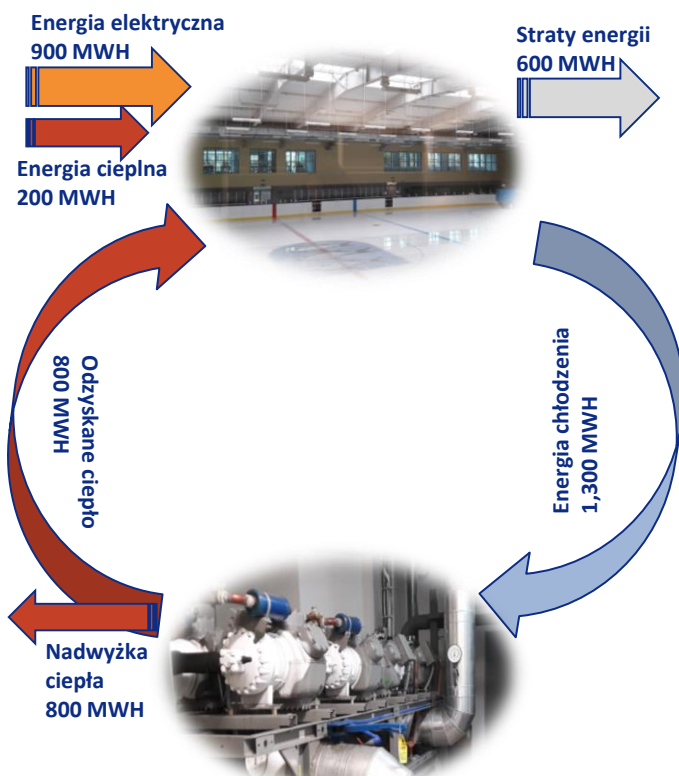 Energia elektryczna
900 MWH
Straty energii
600 MWH
Energia cieplna
200 MWH
Odzyskane ciepło
800 MWH
Energia chłodzenia
1,300 MWH
Nadwyżka
ciepła
800 MWH